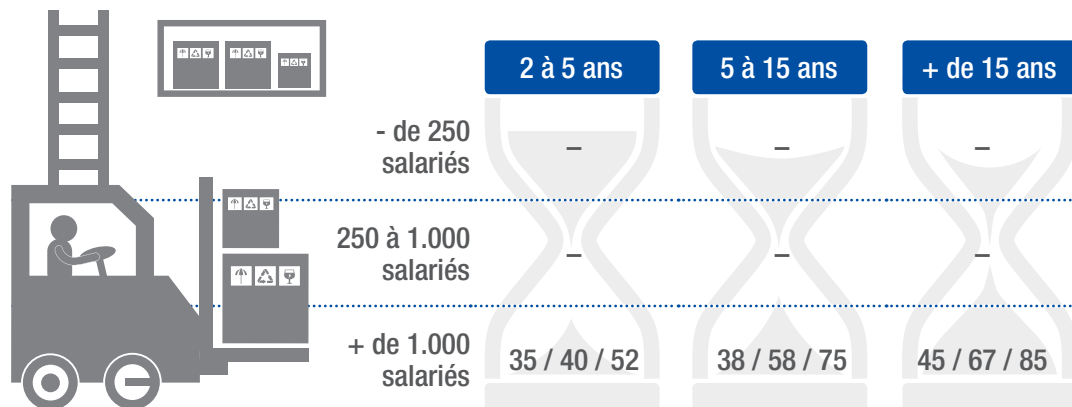 2 à 5 ans
5 à 15 ans
+ de 15 ans
- de 250
salariés
–
–
–
250 à 1.000
salariés
–
–
–
+ de 1.000
salariés
35 / 40 / 52
38 / 58 / 75
45 / 67 / 85